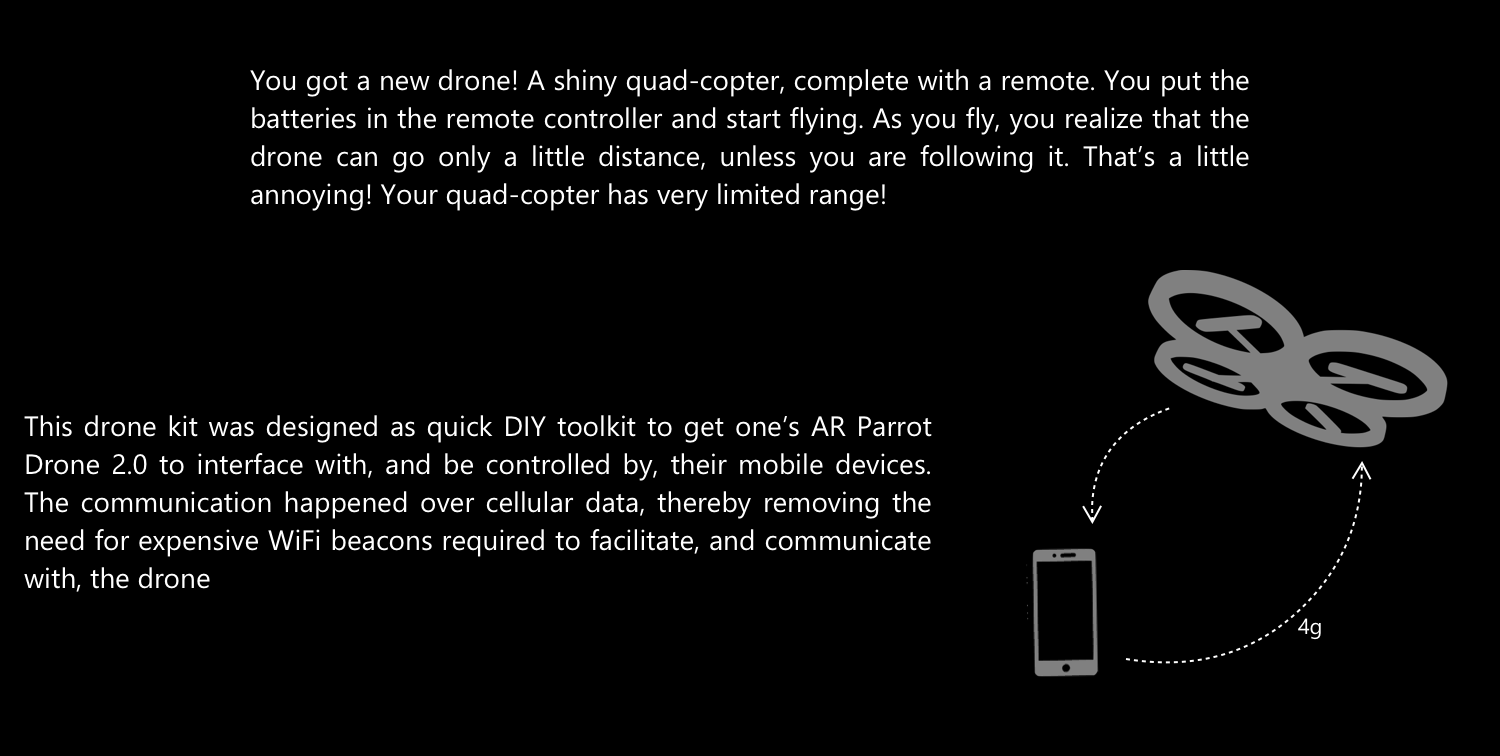 You got a new drone! A shiny quad-copter, complete with a remote. You put the
batteries in the remote controller and start flying. As you fly, you realize that the
drone can go only a little distance, unless you are following it. That‘s a little
annoying! Your quad-copter has very limited range!
This drone kit was designed as quick DIY toolkit to get one’s AR Parrot
Drone 2.0 to interface with, and be controlled by, their mobile devices.
The communication happened over cellular data, thereby removing the
need for expensive WiFi beacons required to facilitate, and communicate
with, the drone
4g